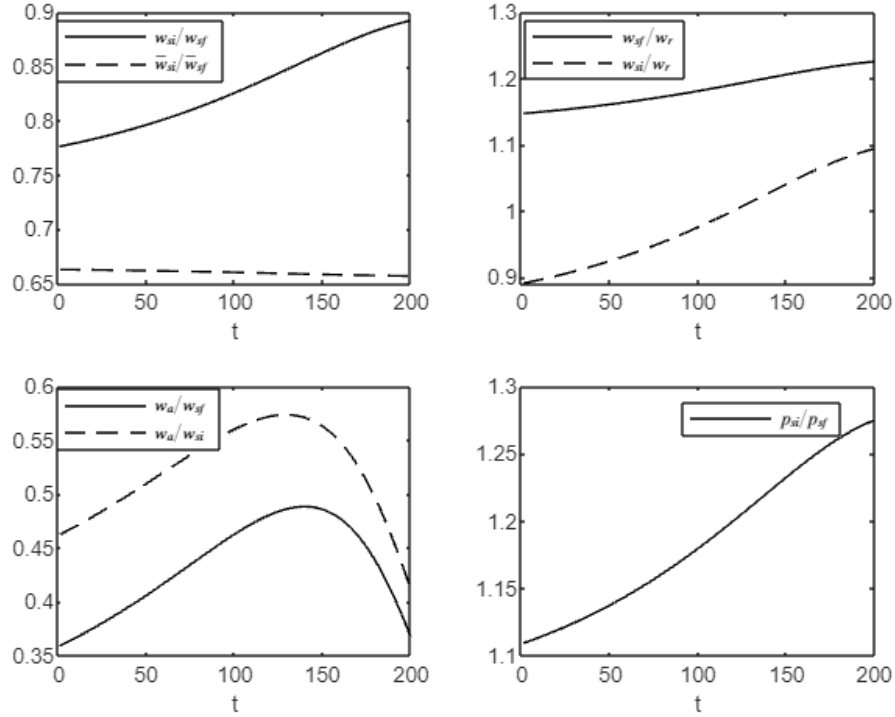 0.9
0.85
0.8
0.75
0.7
0.65
0 50 100 150 200
t
w_si/w_sf
w̄_si/w̄_sf
1.3
1.2
1.1
1
0.9
0 50 100 150 200
t
w_sf/w_r
w_si/w_r
0.6
0.55
0.5
0.45
0.4
0.35
0 50 100 150 200
t
w_a/w_sf
w_a/w_si
1.3
1.25
1.2
1.15
1.1
0 50 100 150 200
t
p_si/p_sf